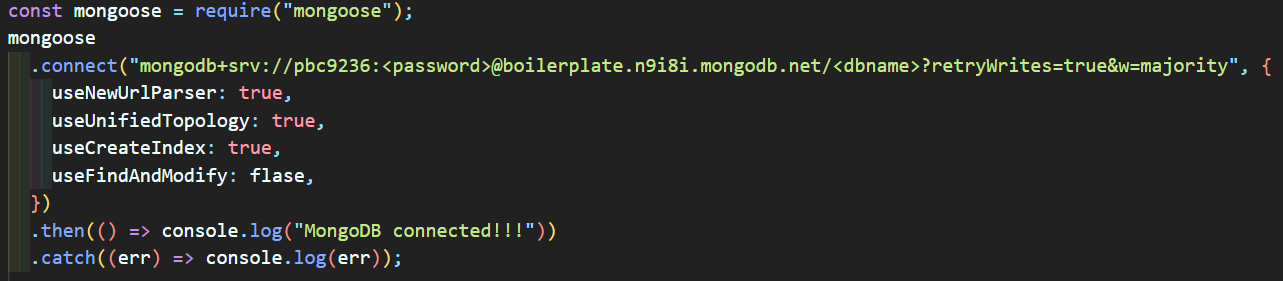 const mongoose = require("mongoose");
mongoose
.connect("mongodb+srv://pbc9236:<password>@boilerplate.n9i8i.mongodb.net/<dbname>?retryWrites=true&w=majority", {
useNewUrlParser: true,
useUnifiedTopology: true,
useCreateIndex: true,
useFindAndModify: flase,
})
.then(() => console.log("MongoDB connected!!!"))
.catch((err) => console.log(err));